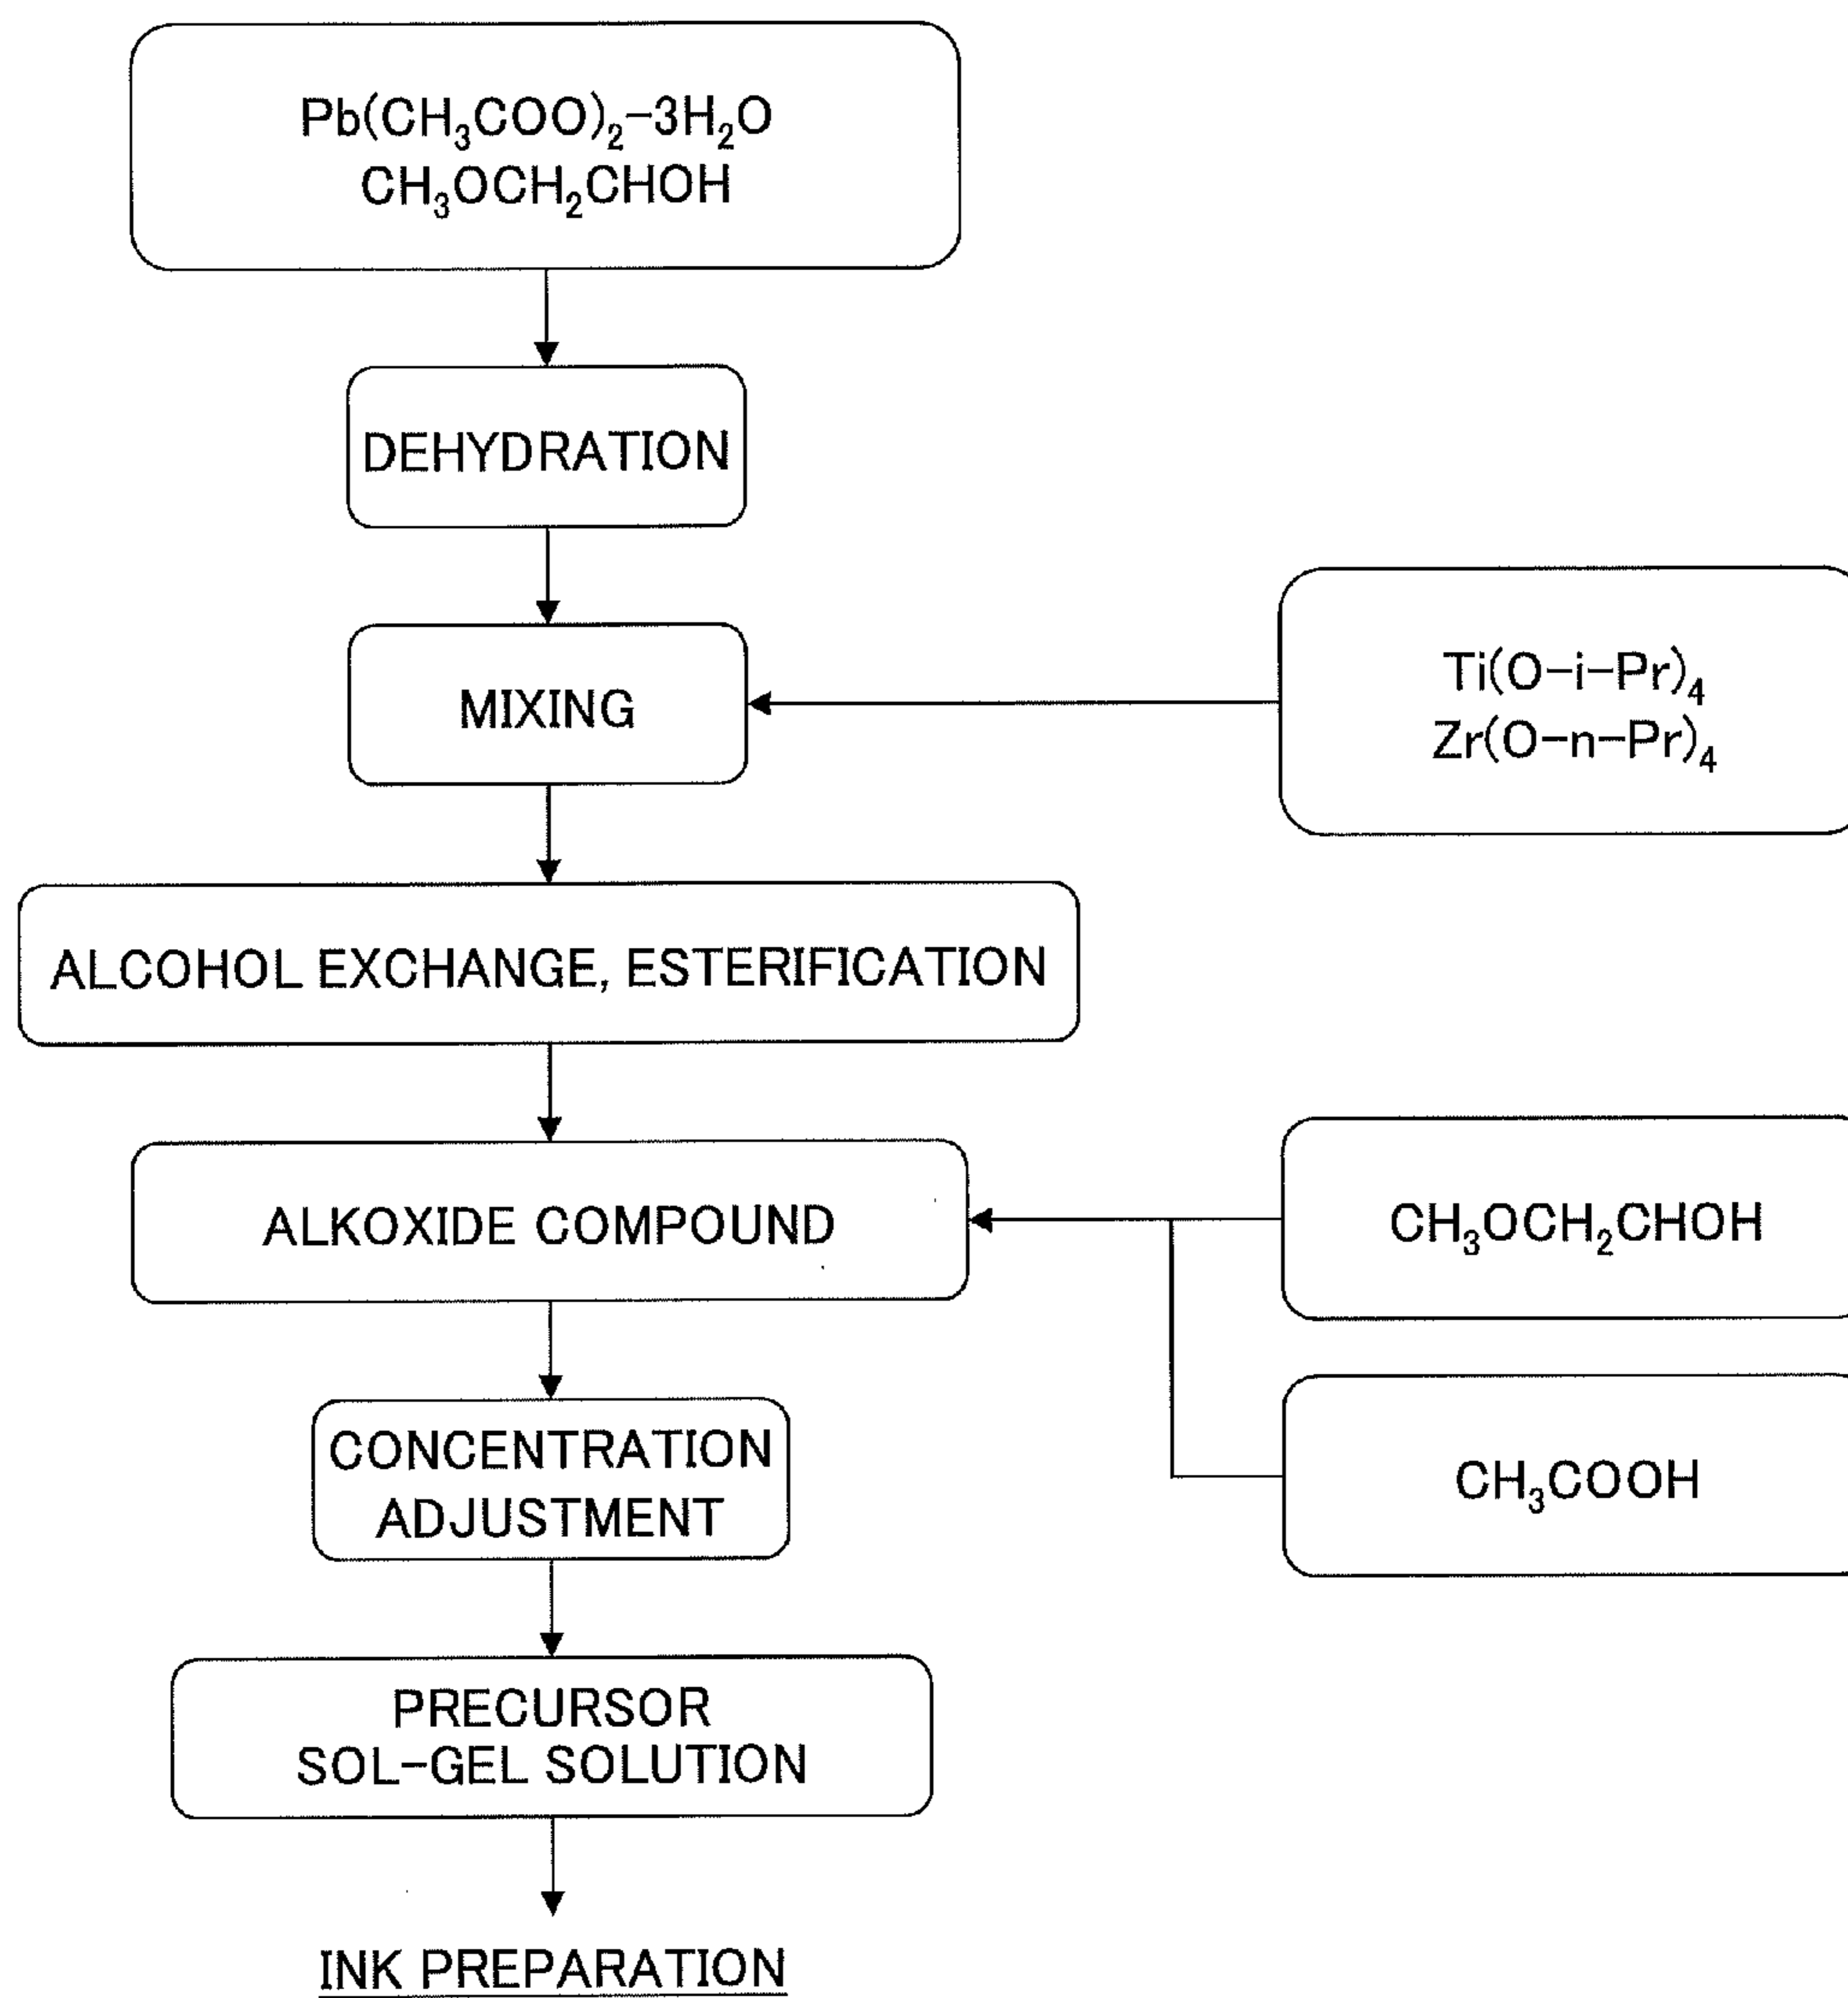 Pb(CH₃COO)₂-3H₂O
CH₃OCH₂CHOH
DEHYDRATION
MIXING
Ti(O-i-Pr)₄
Zr(O-n-Pr)₄
ALCOHOL EXCHANGE, ESTERIFICATION
ALKOXIDE COMPOUND
CH₃OCH₂CHOH
CH₃COOH
CONCENTRATION
ADJUSTMENT
PRECURSOR
SOL-GEL SOLUTION
INK PREPARATION